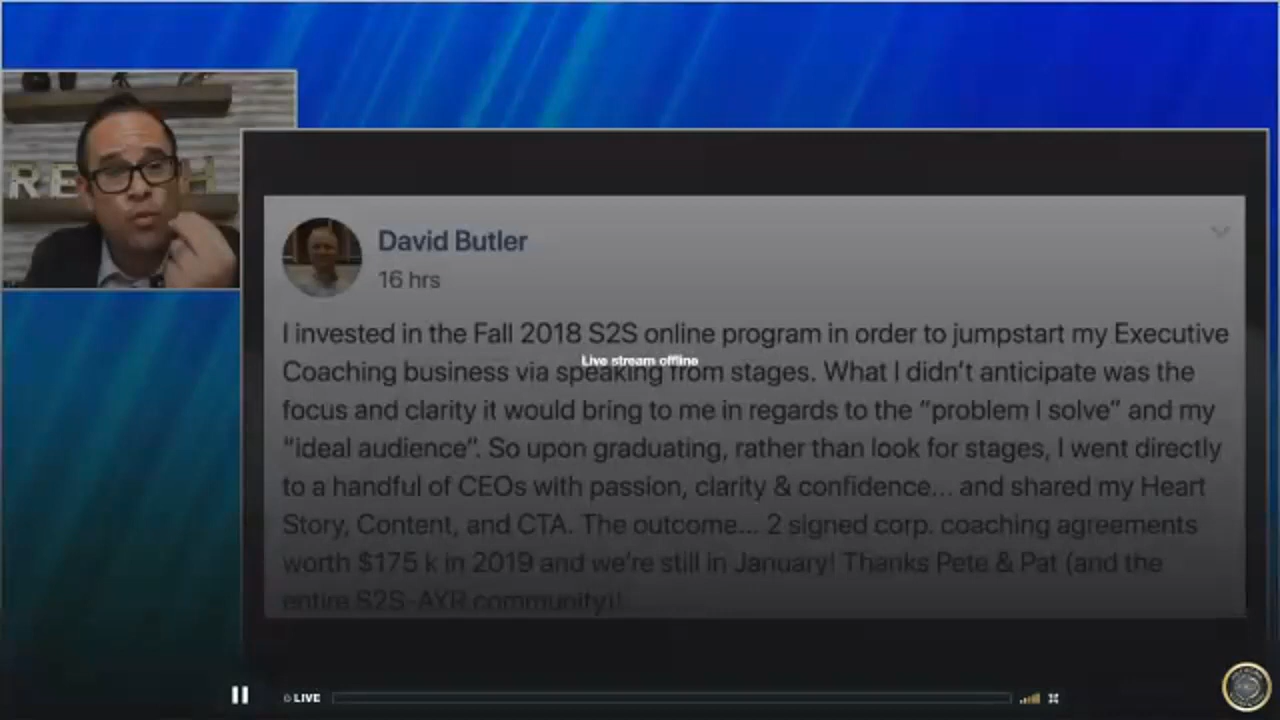 RE H
David Butler
16 hrs
I invested in the Fall 2018 S2S online program in order to jumpstart my Executive
Live stream offline
Coaching business via speaking from stages. What I didn't anticipate was the
focus and clarity it would bring to me in regards to the “problem I solve” and my
“ideal audience”. So upon graduating, rather than look for stages, I went directly
to a handful of CEOs with passion, clarity & confidence... and shared my Heart
Story, Content, and CTA. The outcome... 2 signed corp. coaching agreements
worth $175 k in 2019 and we're still in January! Thanks Pete & Pat (and the
entire S2S-AXR community)!
LIVE